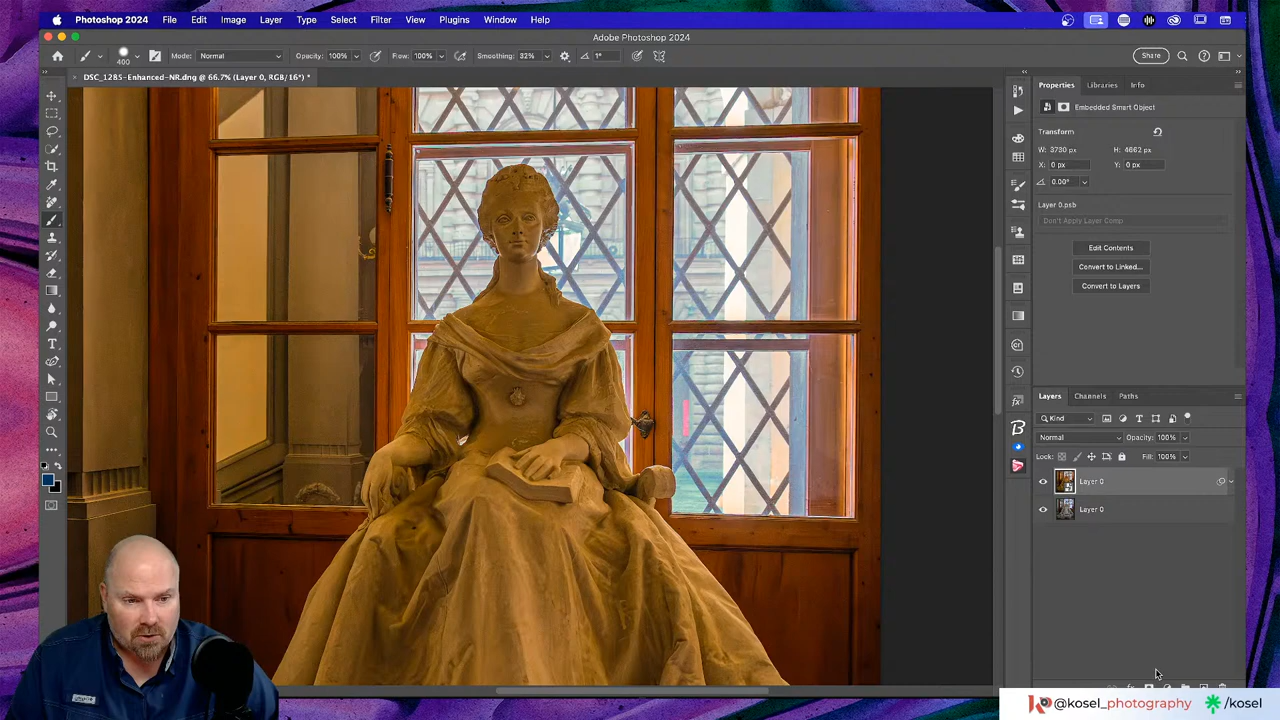 Photoshop 2024 File Edit Image Layer Type Select Filter View Plugins Window Help
Adobe Photoshop 2024
400 Mode: Normal Opacity: 100% Flow: 100% Smoothing: 32% 1° Share
DSC_1285-Enhanced-NR.dng @ 66.7% (Layer 0, RGB/16*) *
Properties Libraries Info
Embedded Smart Object
Transform
W: 3730 px H: 4662 px
X: 0 px Y: 0 px
0.00°
Layer 0.psb
Don't Apply Layer Comp
Edit Contents
Convert to Linked...
Convert to Layers
Layers Channels Paths
Kind
Normal Opacity: 100%
Lock: Fill: 100%
Layer 0
Layer 0
@kosel_photography /kosel